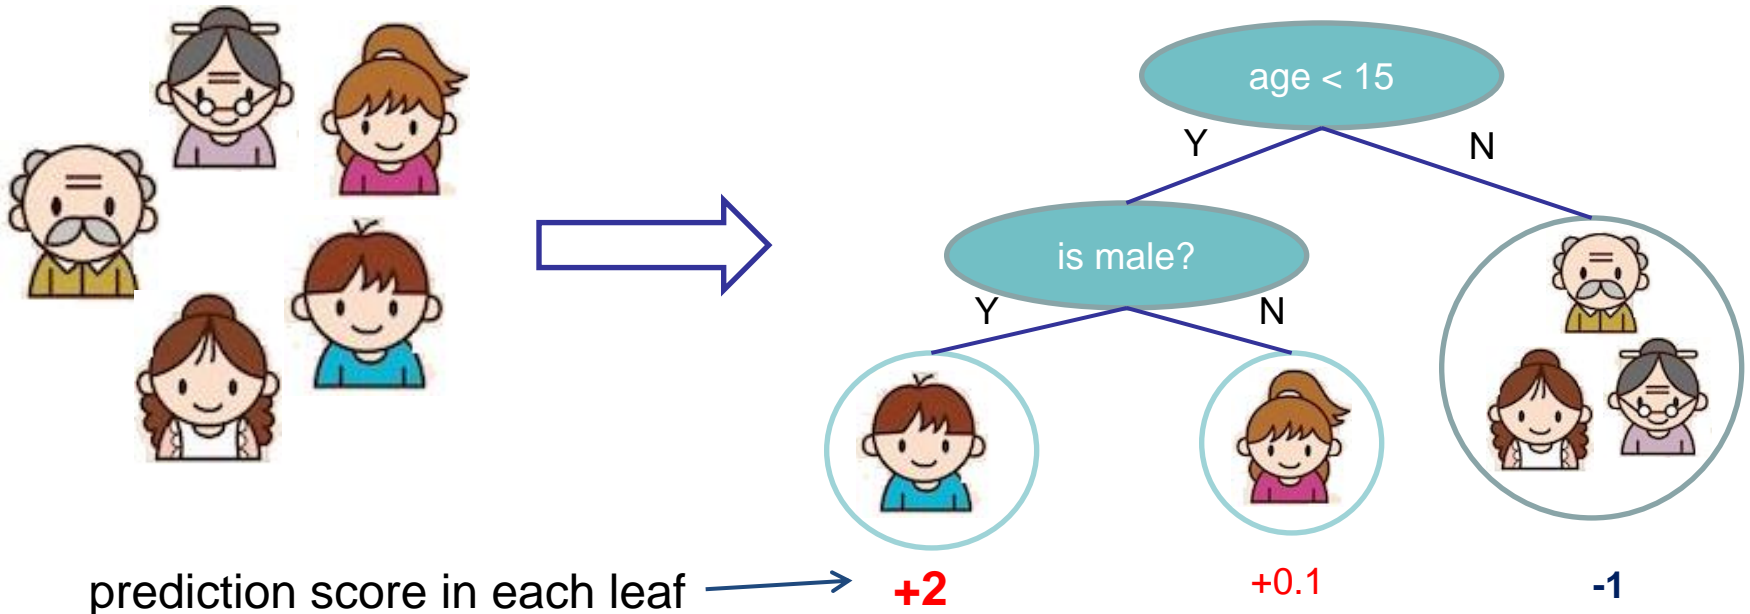 age < 15
Y
N
is male?
Y
N
prediction score in each leaf
+2
+0.1
-1